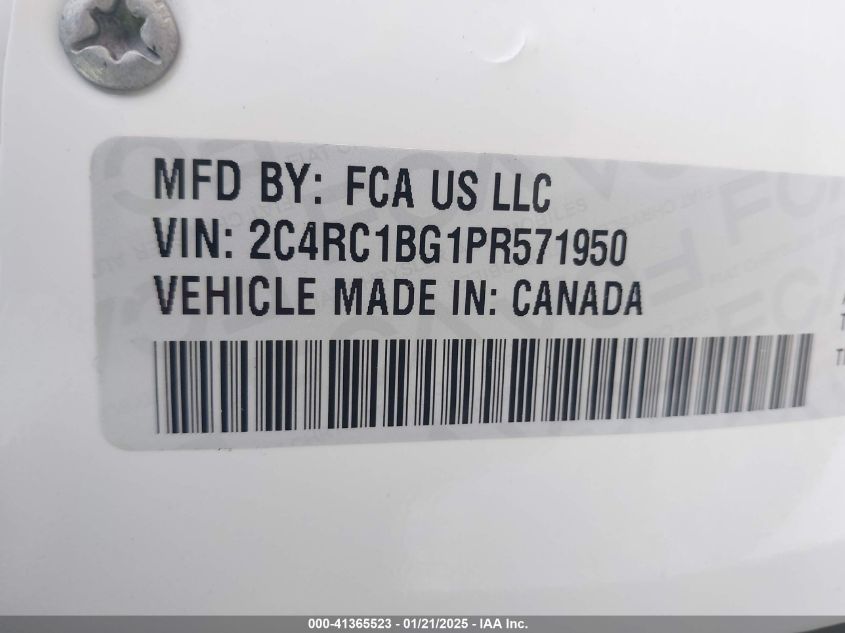 MFD BY: FCA US LLC
VIN: 2C4RC1BG1PR571950
VEHICLE MADE IN: CANADA
000-41365523 - 01/21/2025 - IAA Inc.